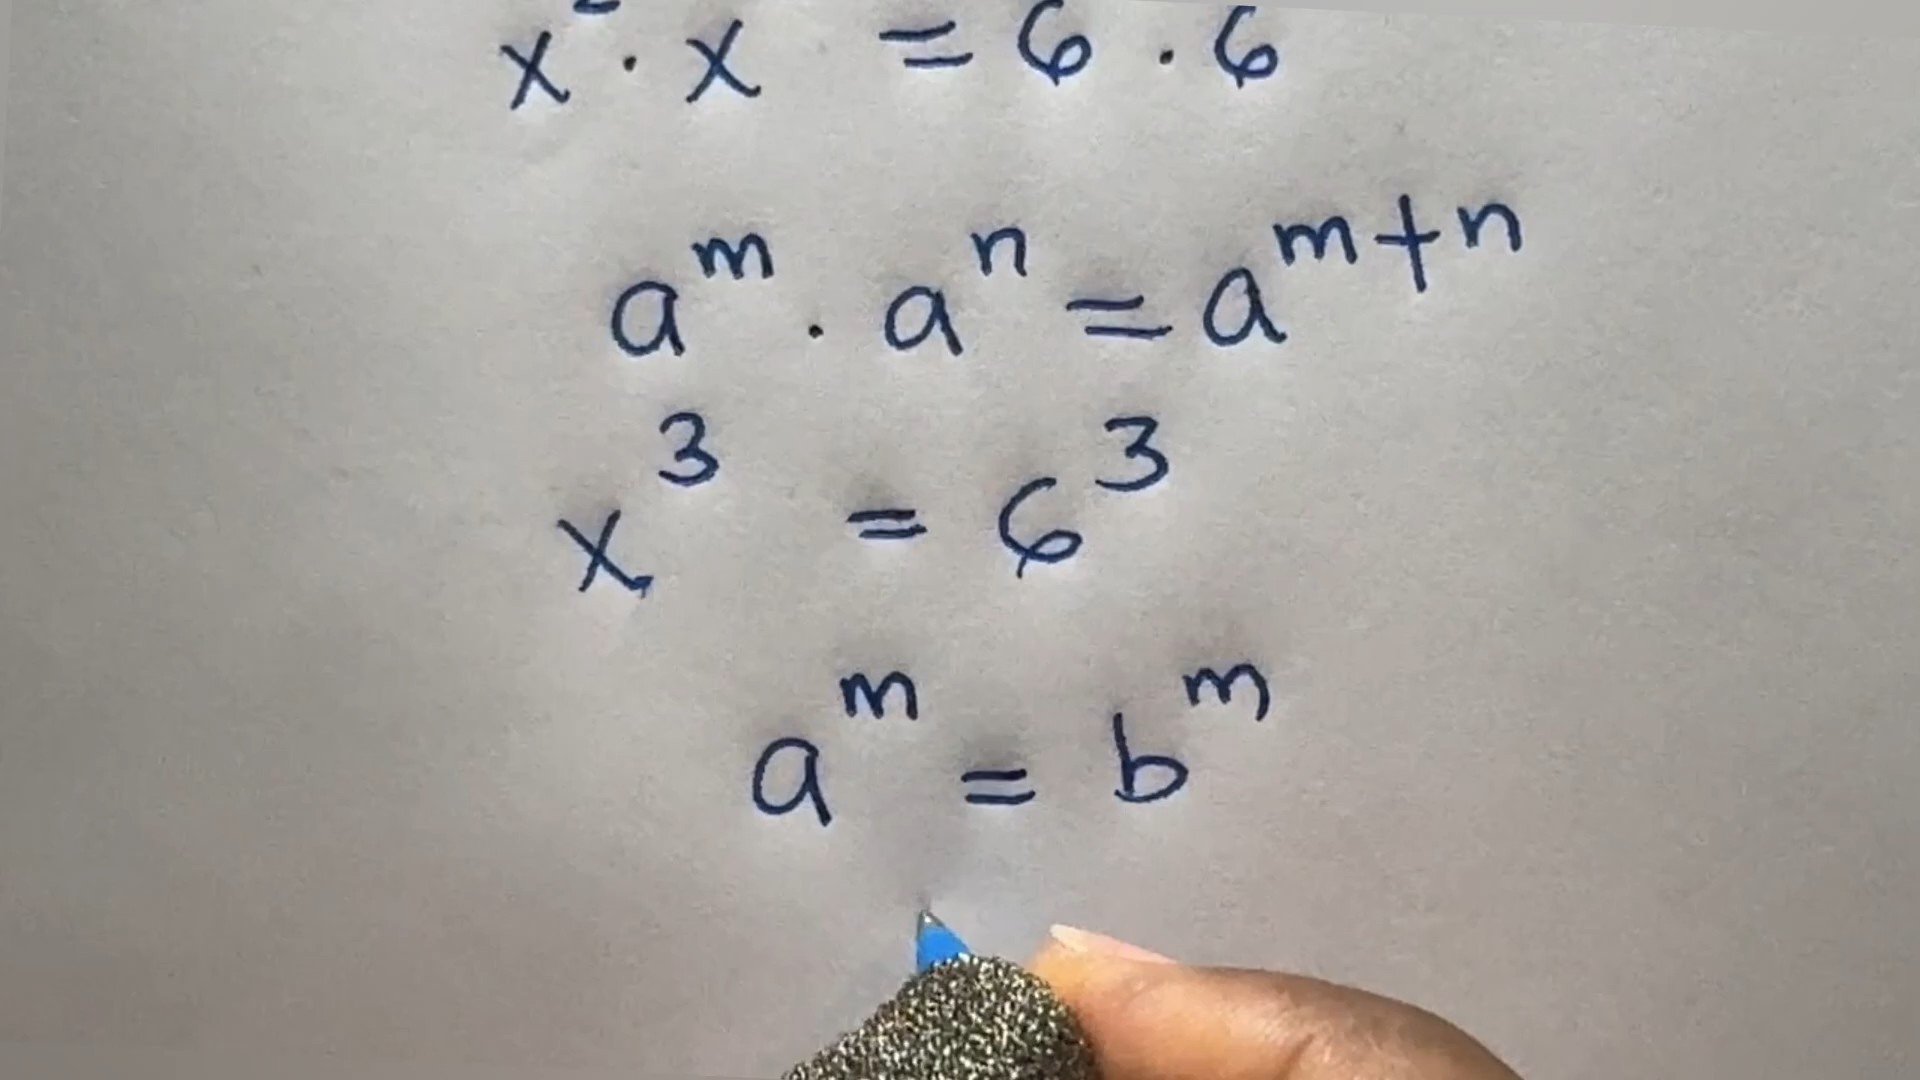 x² · x = 6 · 6
aᵐ · aⁿ = aᵐ⁺ⁿ
x³ = 6³
aᵐ = bᵐ